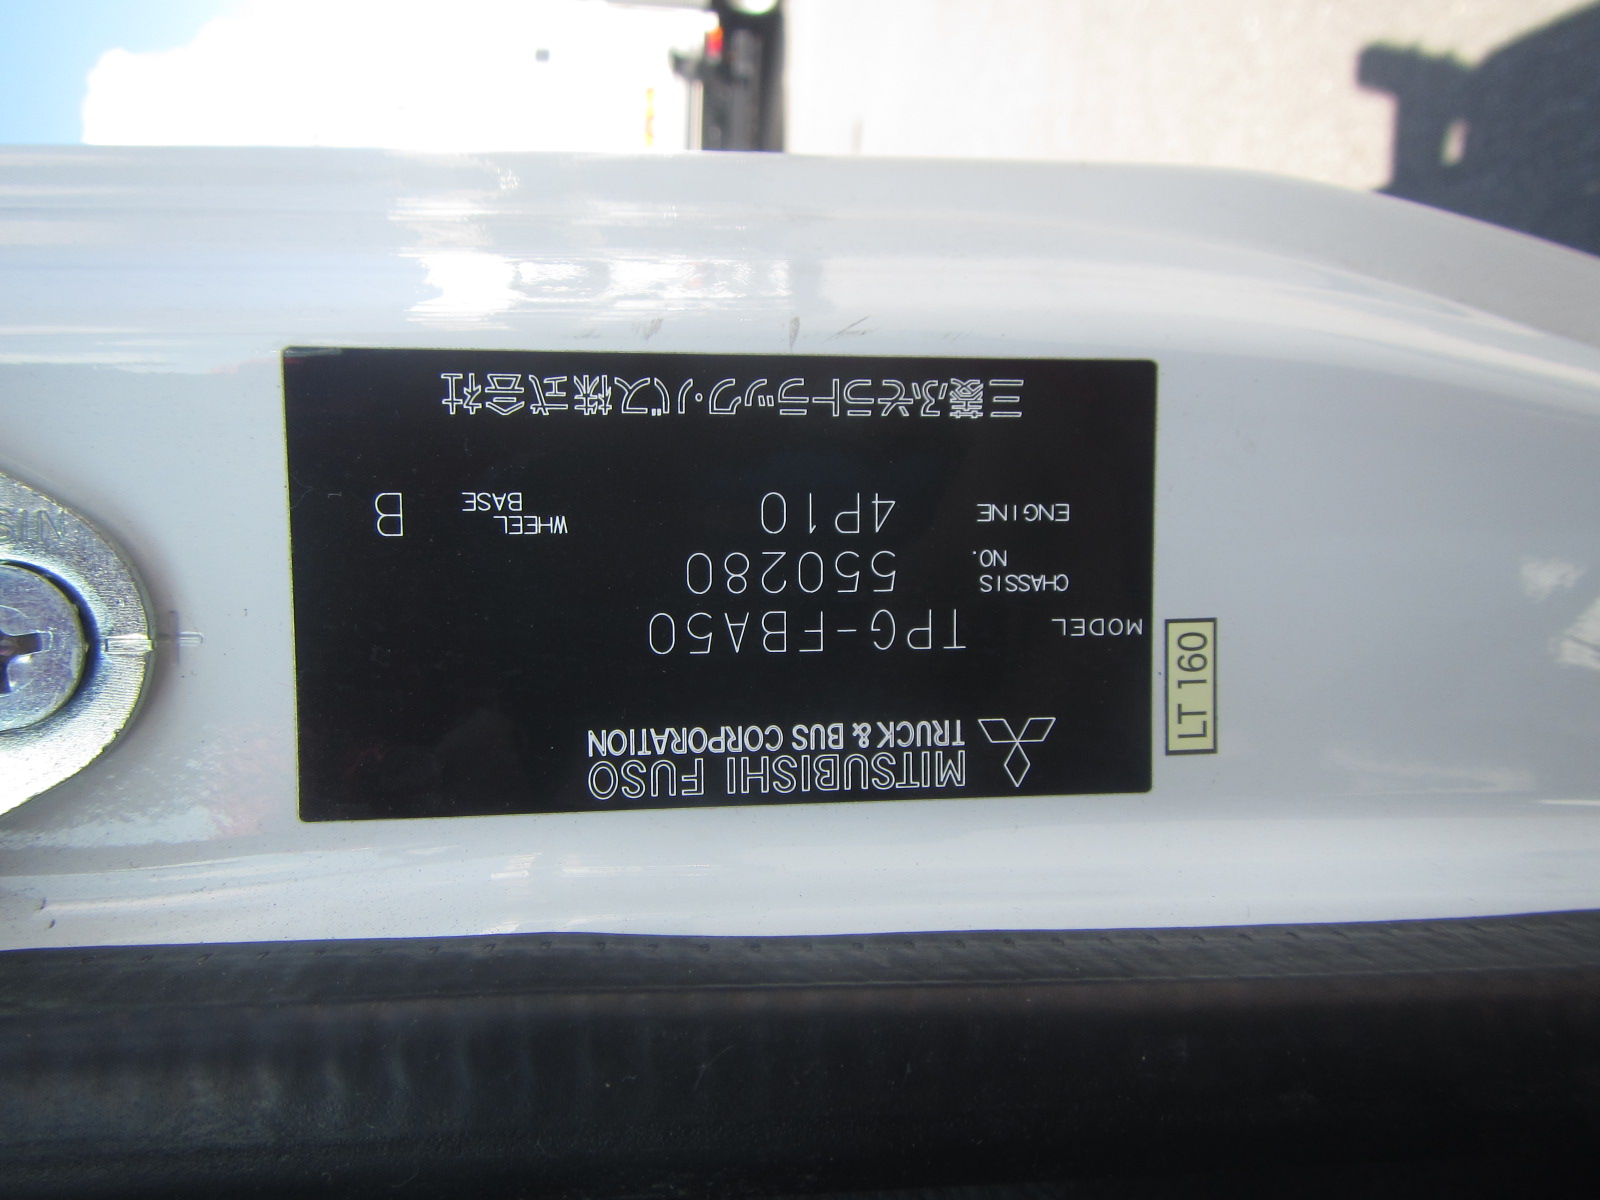 MITSUBISHI FUSO
TRUCK & BUS CORPORATION
MODEL TPG-FBA50
CHASSIS NO. 550280
ENGINE 4P10 WHEEL BASE B
三菱ふそうトラック・バス株式会社
LT 160